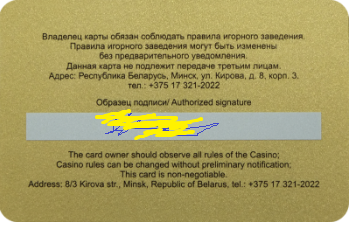 Владелец карты обязан соблюдать правила игорного заведения.
Правила игорного заведения могут быть изменены
без предварительного уведомления.
Данная карта не подлежит передаче третьим лицам.
Адрес: Республика Беларусь, Минск, ул. Кирова, д. 8, корп. 3.
тел.: +375 17 321-2022
Образец подписи/ Authorized signature
The card owner should observe all rules of the Casino;
Casino rules can be changed without preliminary notification;
This card is non-negotiable.
Address: 8/3 Kirova str., Minsk, Republic of Belarus, tel.: +375 17 321-2022